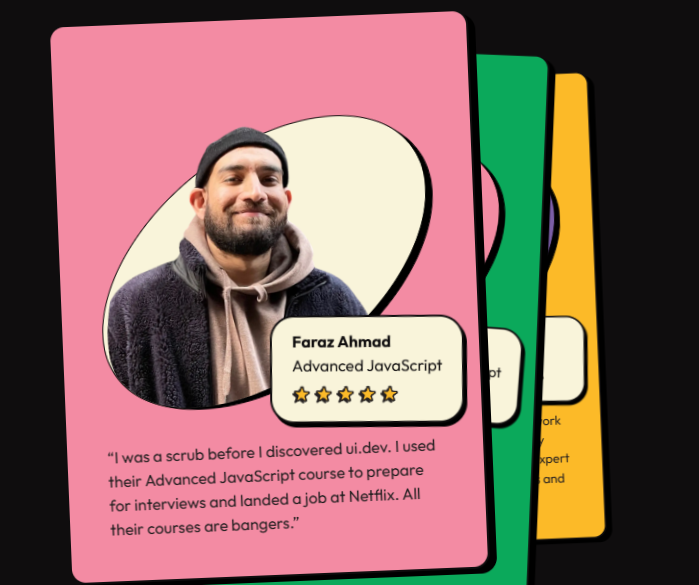 Faraz Ahmad
Advanced JavaScript
“I was a scrub before I discovered ui.dev. I used
their Advanced JavaScript course to prepare
for interviews and landed a job at Netflix. All
their courses are bangers.”
and